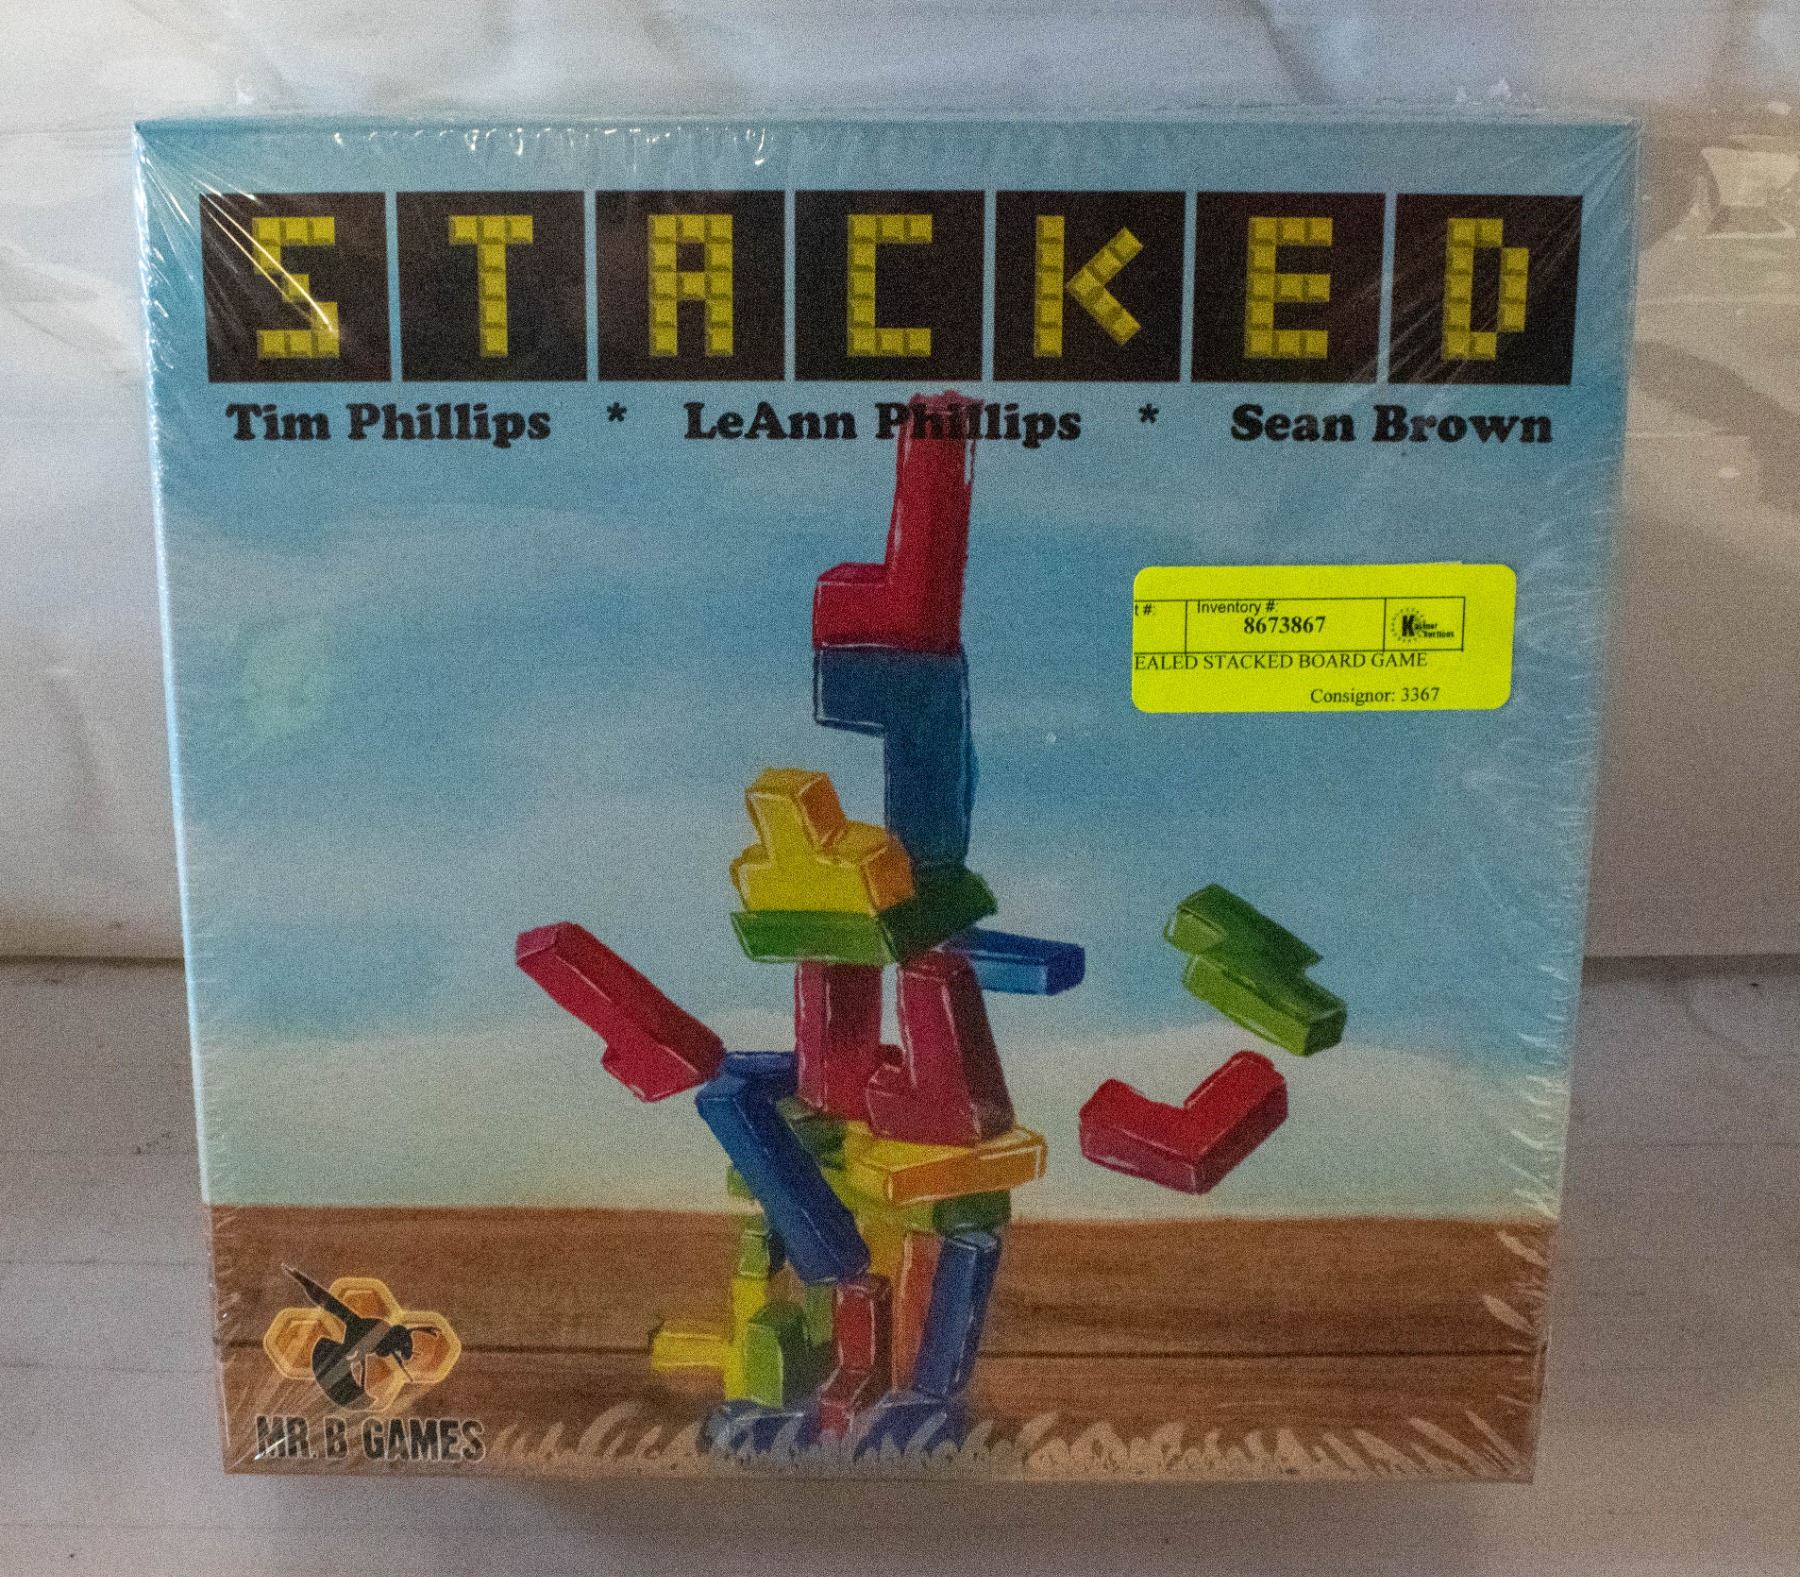 STACKED
Tim Phillips * LeAnn Phillips * Sean Brown
t #: Inventory #:
8673867
EALED STACKED BOARD GAME
Consignor: 3367
MR. B GAMES